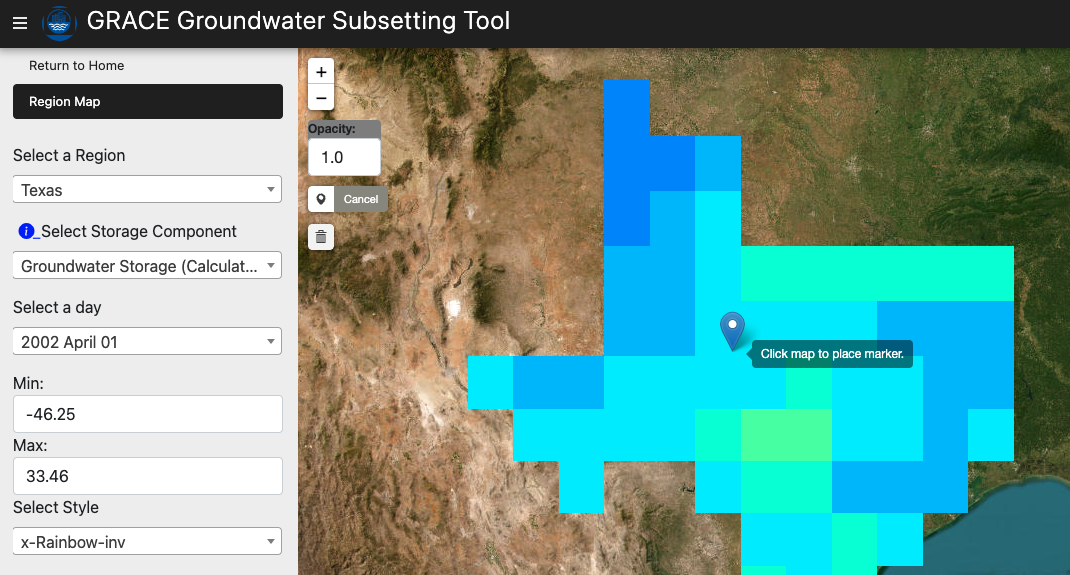 GRACE Groundwater Subsetting Tool
Return to Home
Region Map
Select a Region
Texas
Select Storage Component
Groundwater Storage (Calculat...
Select a day
2002 April 01
Min:
-46.25
Max:
33.46
Select Style
x-Rainbow-inv
+
−
Opacity:
1.0
Cancel
Click map to place marker.